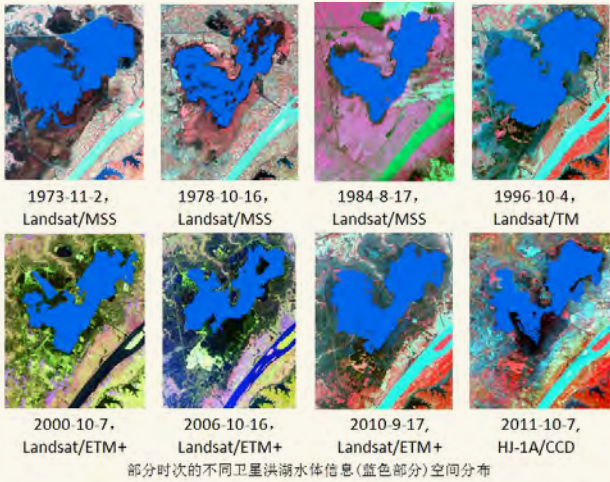 1973-11-2，
Landsat/MSS
1978-10-16，
Landsat/MSS
1984-8-17，
Landsat/MSS
1996-10-4，
Landsat/TM
2000-10-7，
Landsat/ETM+
2006-10-16，
Landsat/ETM+
2010-9-17,
Landsat/ETM+
2011-10-7,
HJ-1A/CCD
部分时次的不同卫星洪湖水体信息(蓝色部分)空间分布